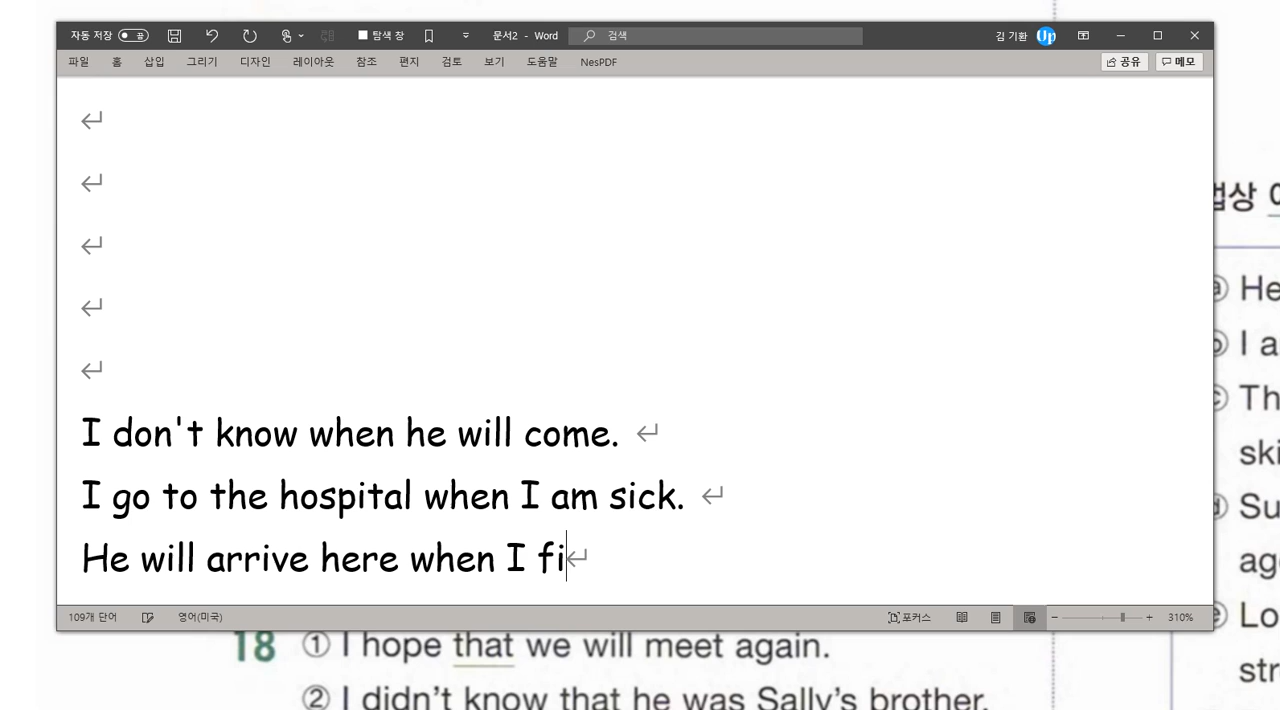 자동 저장 끔 탐색 창 문서2 - Word 검색 김 기환 Up
파일 홈 삽입 그리기 디자인 레이아웃 참조 편지 검토 보기 도움말 NesPDF 공유 메모
I don't know when he will come.
I go to the hospital when I am sick.
He will arrive here when I fi
109개 단어 영어(미국) 포커스 310%
법상
He
I a
Th
ski
ⓓ Su
ag
ⓔ Lo
str
18 ① I hope that we will meet again.
② I didn't know that he was Sally's brother.